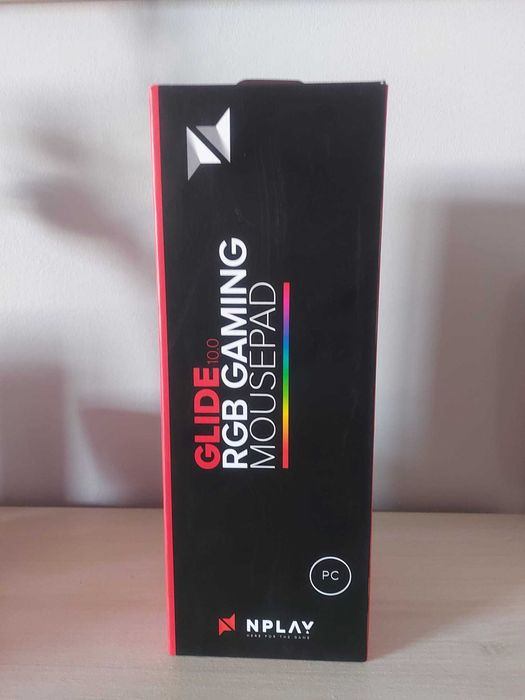 GLIDE 10.0
RGB GAMING
MOUSEPAD
PC
NPLAY
HERE FOR THE GAME